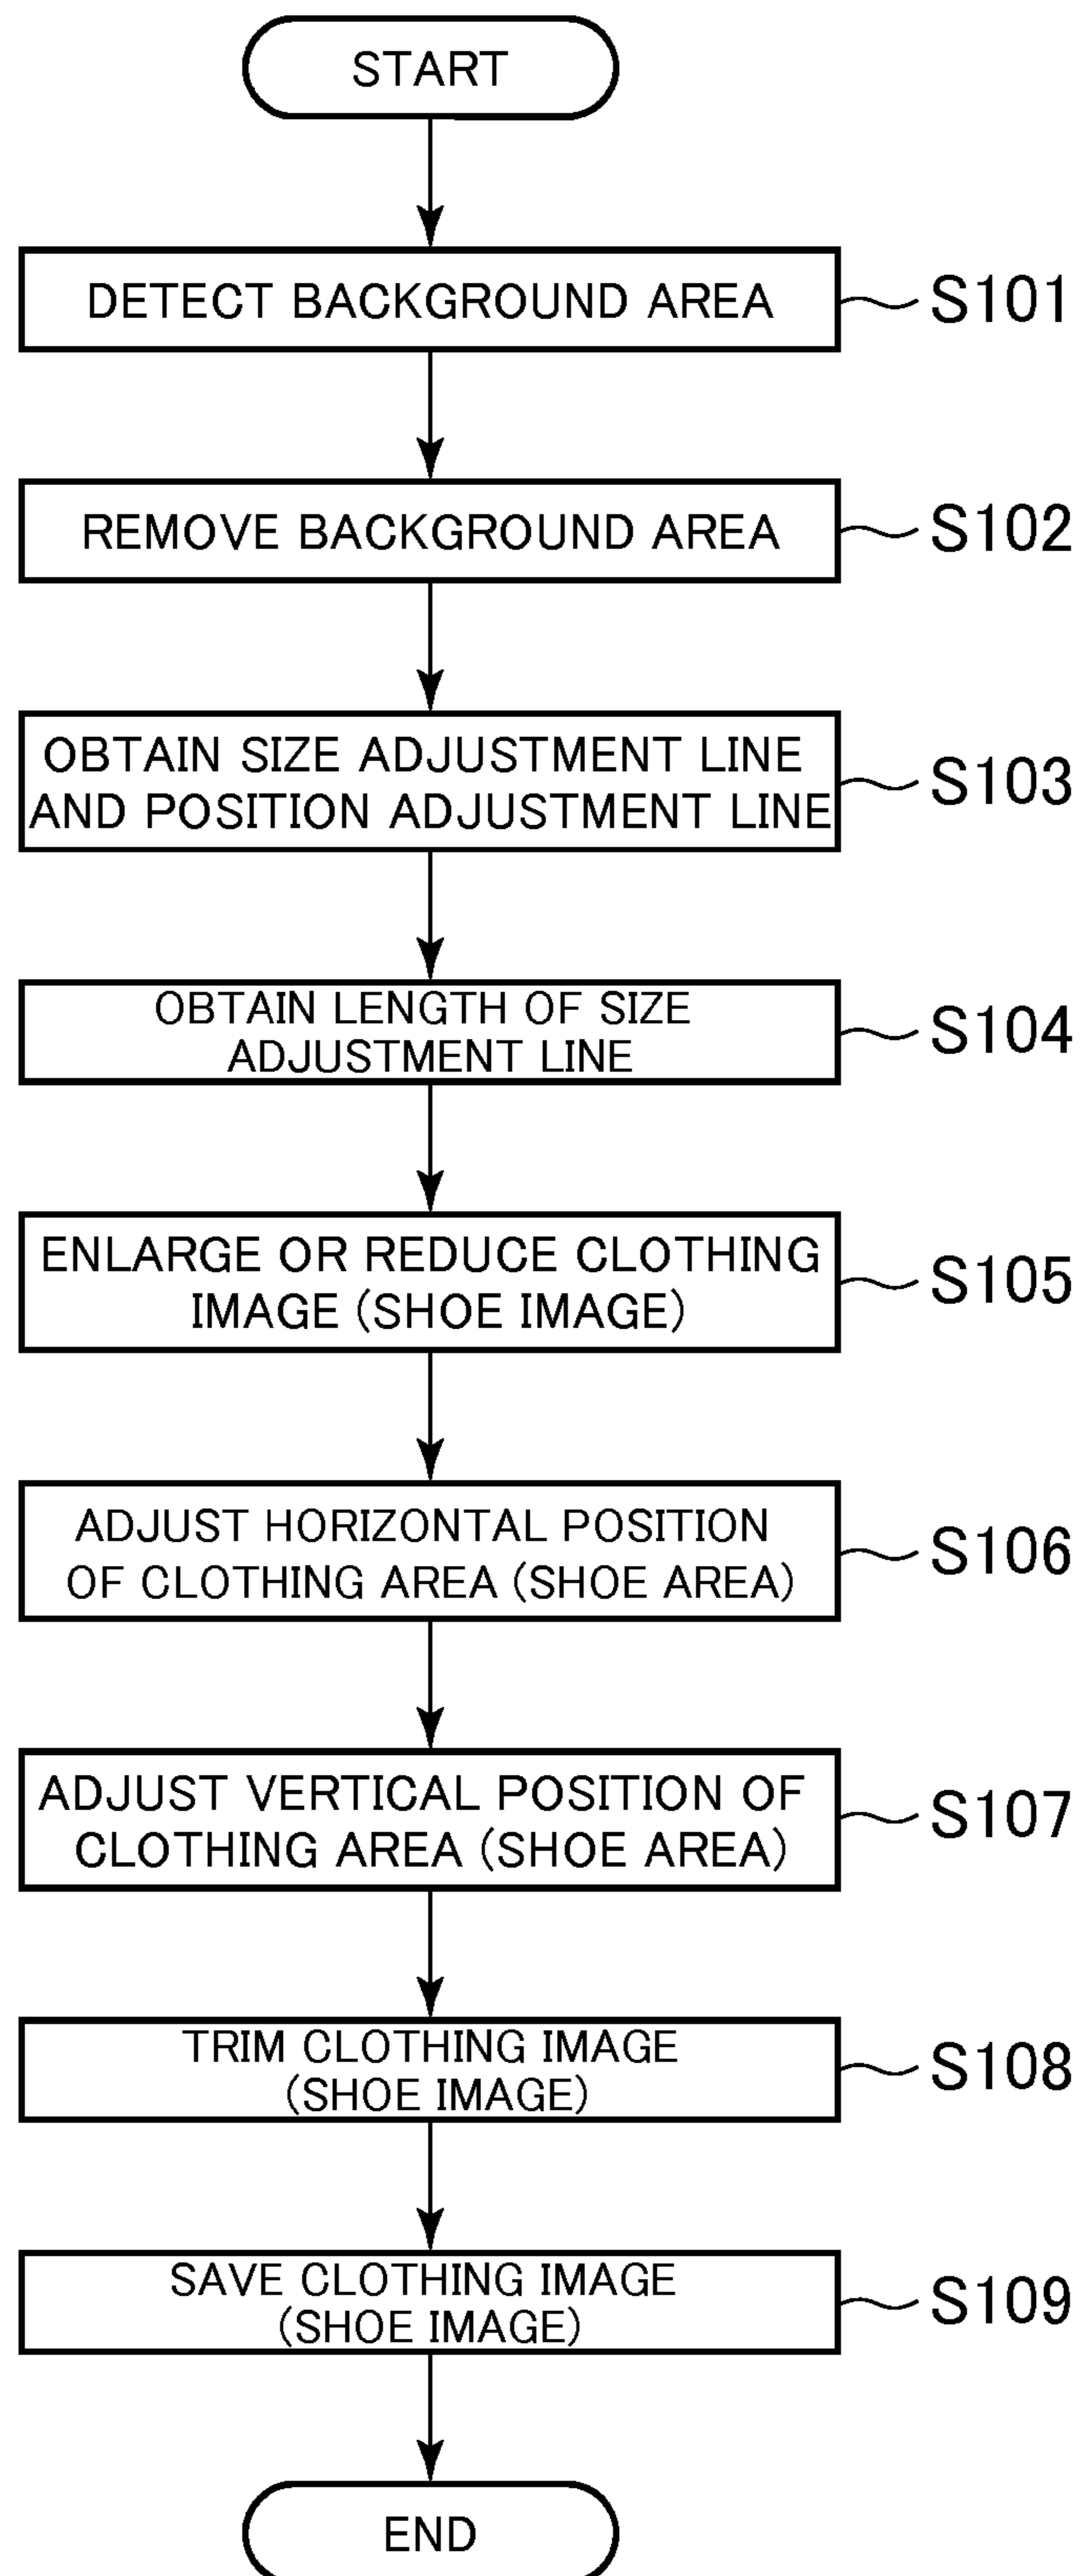 START
DETECT BACKGROUND AREA
S101
REMOVE BACKGROUND AREA
S102
OBTAIN SIZE ADJUSTMENT LINE
AND POSITION ADJUSTMENT LINE
S103
OBTAIN LENGTH OF SIZE
ADJUSTMENT LINE
S104
ENLARGE OR REDUCE CLOTHING
IMAGE (SHOE IMAGE)
S105
ADJUST HORIZONTAL POSITION
OF CLOTHING AREA (SHOE AREA)
S106
ADJUST VERTICAL POSITION OF
CLOTHING AREA (SHOE AREA)
S107
TRIM CLOTHING IMAGE
(SHOE IMAGE)
S108
SAVE CLOTHING IMAGE
(SHOE IMAGE)
S109
END